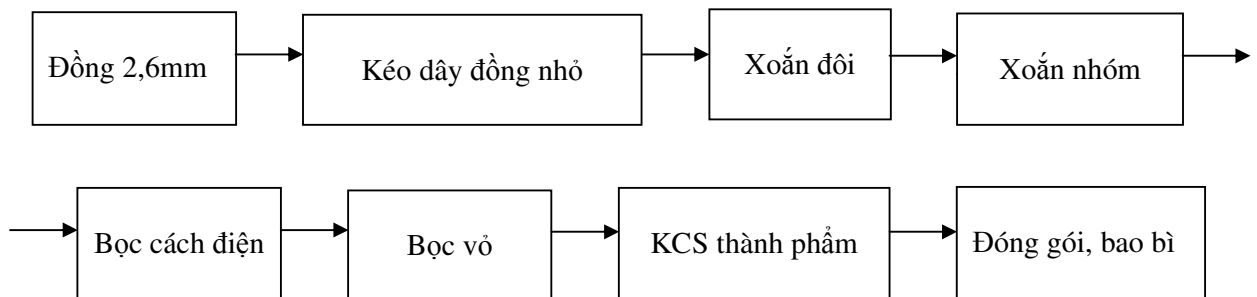 Đồng 2,6mm
Kéo dây đồng nhỏ
Xoắn đôi
Xoắn nhóm
Bọc cách điện
Bọc vỏ
KCS thành phẩm
Đóng gói, bao bì